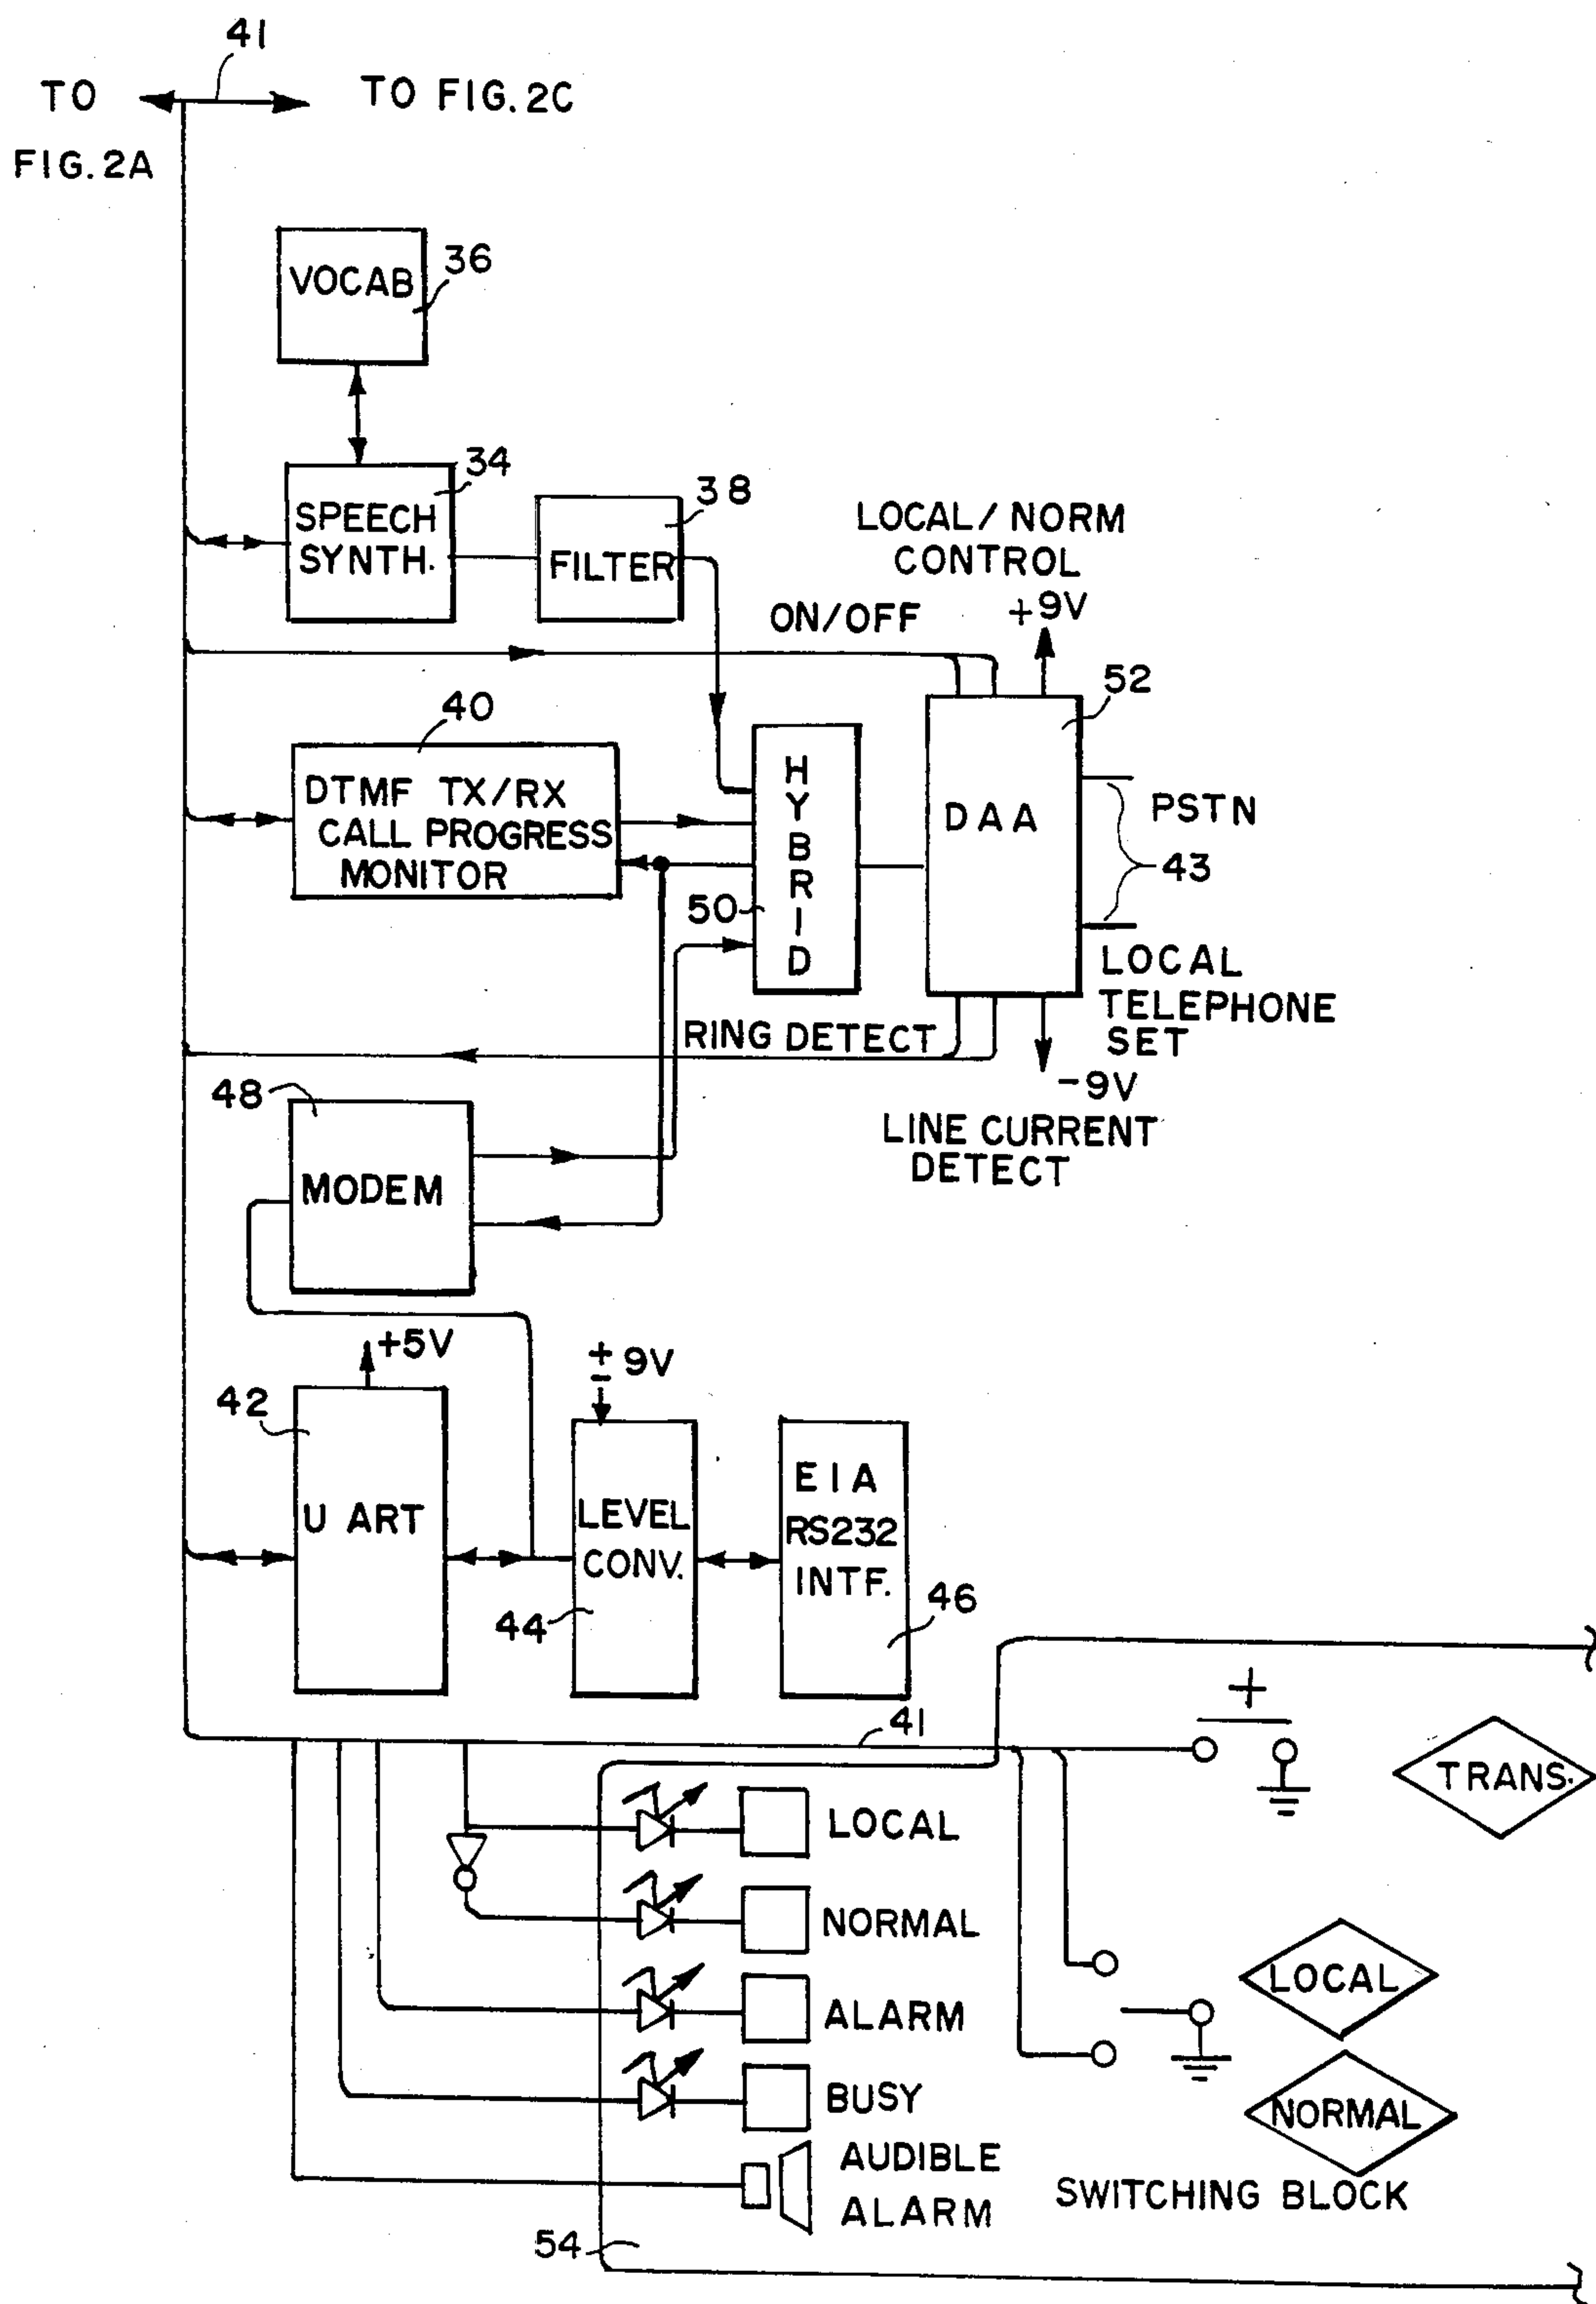 41
TO
TO FIG. 2C
FIG. 2A
VOCAB
36
34
SPEECH
SYNTH.
38
FILTER
LOCAL/NORM
CONTROL
ON/OFF
+9V
52
40
DTMF TX/RX
CALL PROGRESS
MONITOR
HYBRID
50
DAA
PSTN
43
LOCAL
TELEPHONE
SET
RING DETECT
-9V
LINE CURRENT
DETECT
48
MODEM
+5V
± 9V
42
U ART
LEVEL
CONV.
44
EIA
RS232
INTF.
46
41
+
TRANS.
LOCAL
NORMAL
ALARM
BUSY
AUDIBLE
ALARM
LOCAL
NORMAL
SWITCHING BLOCK
54